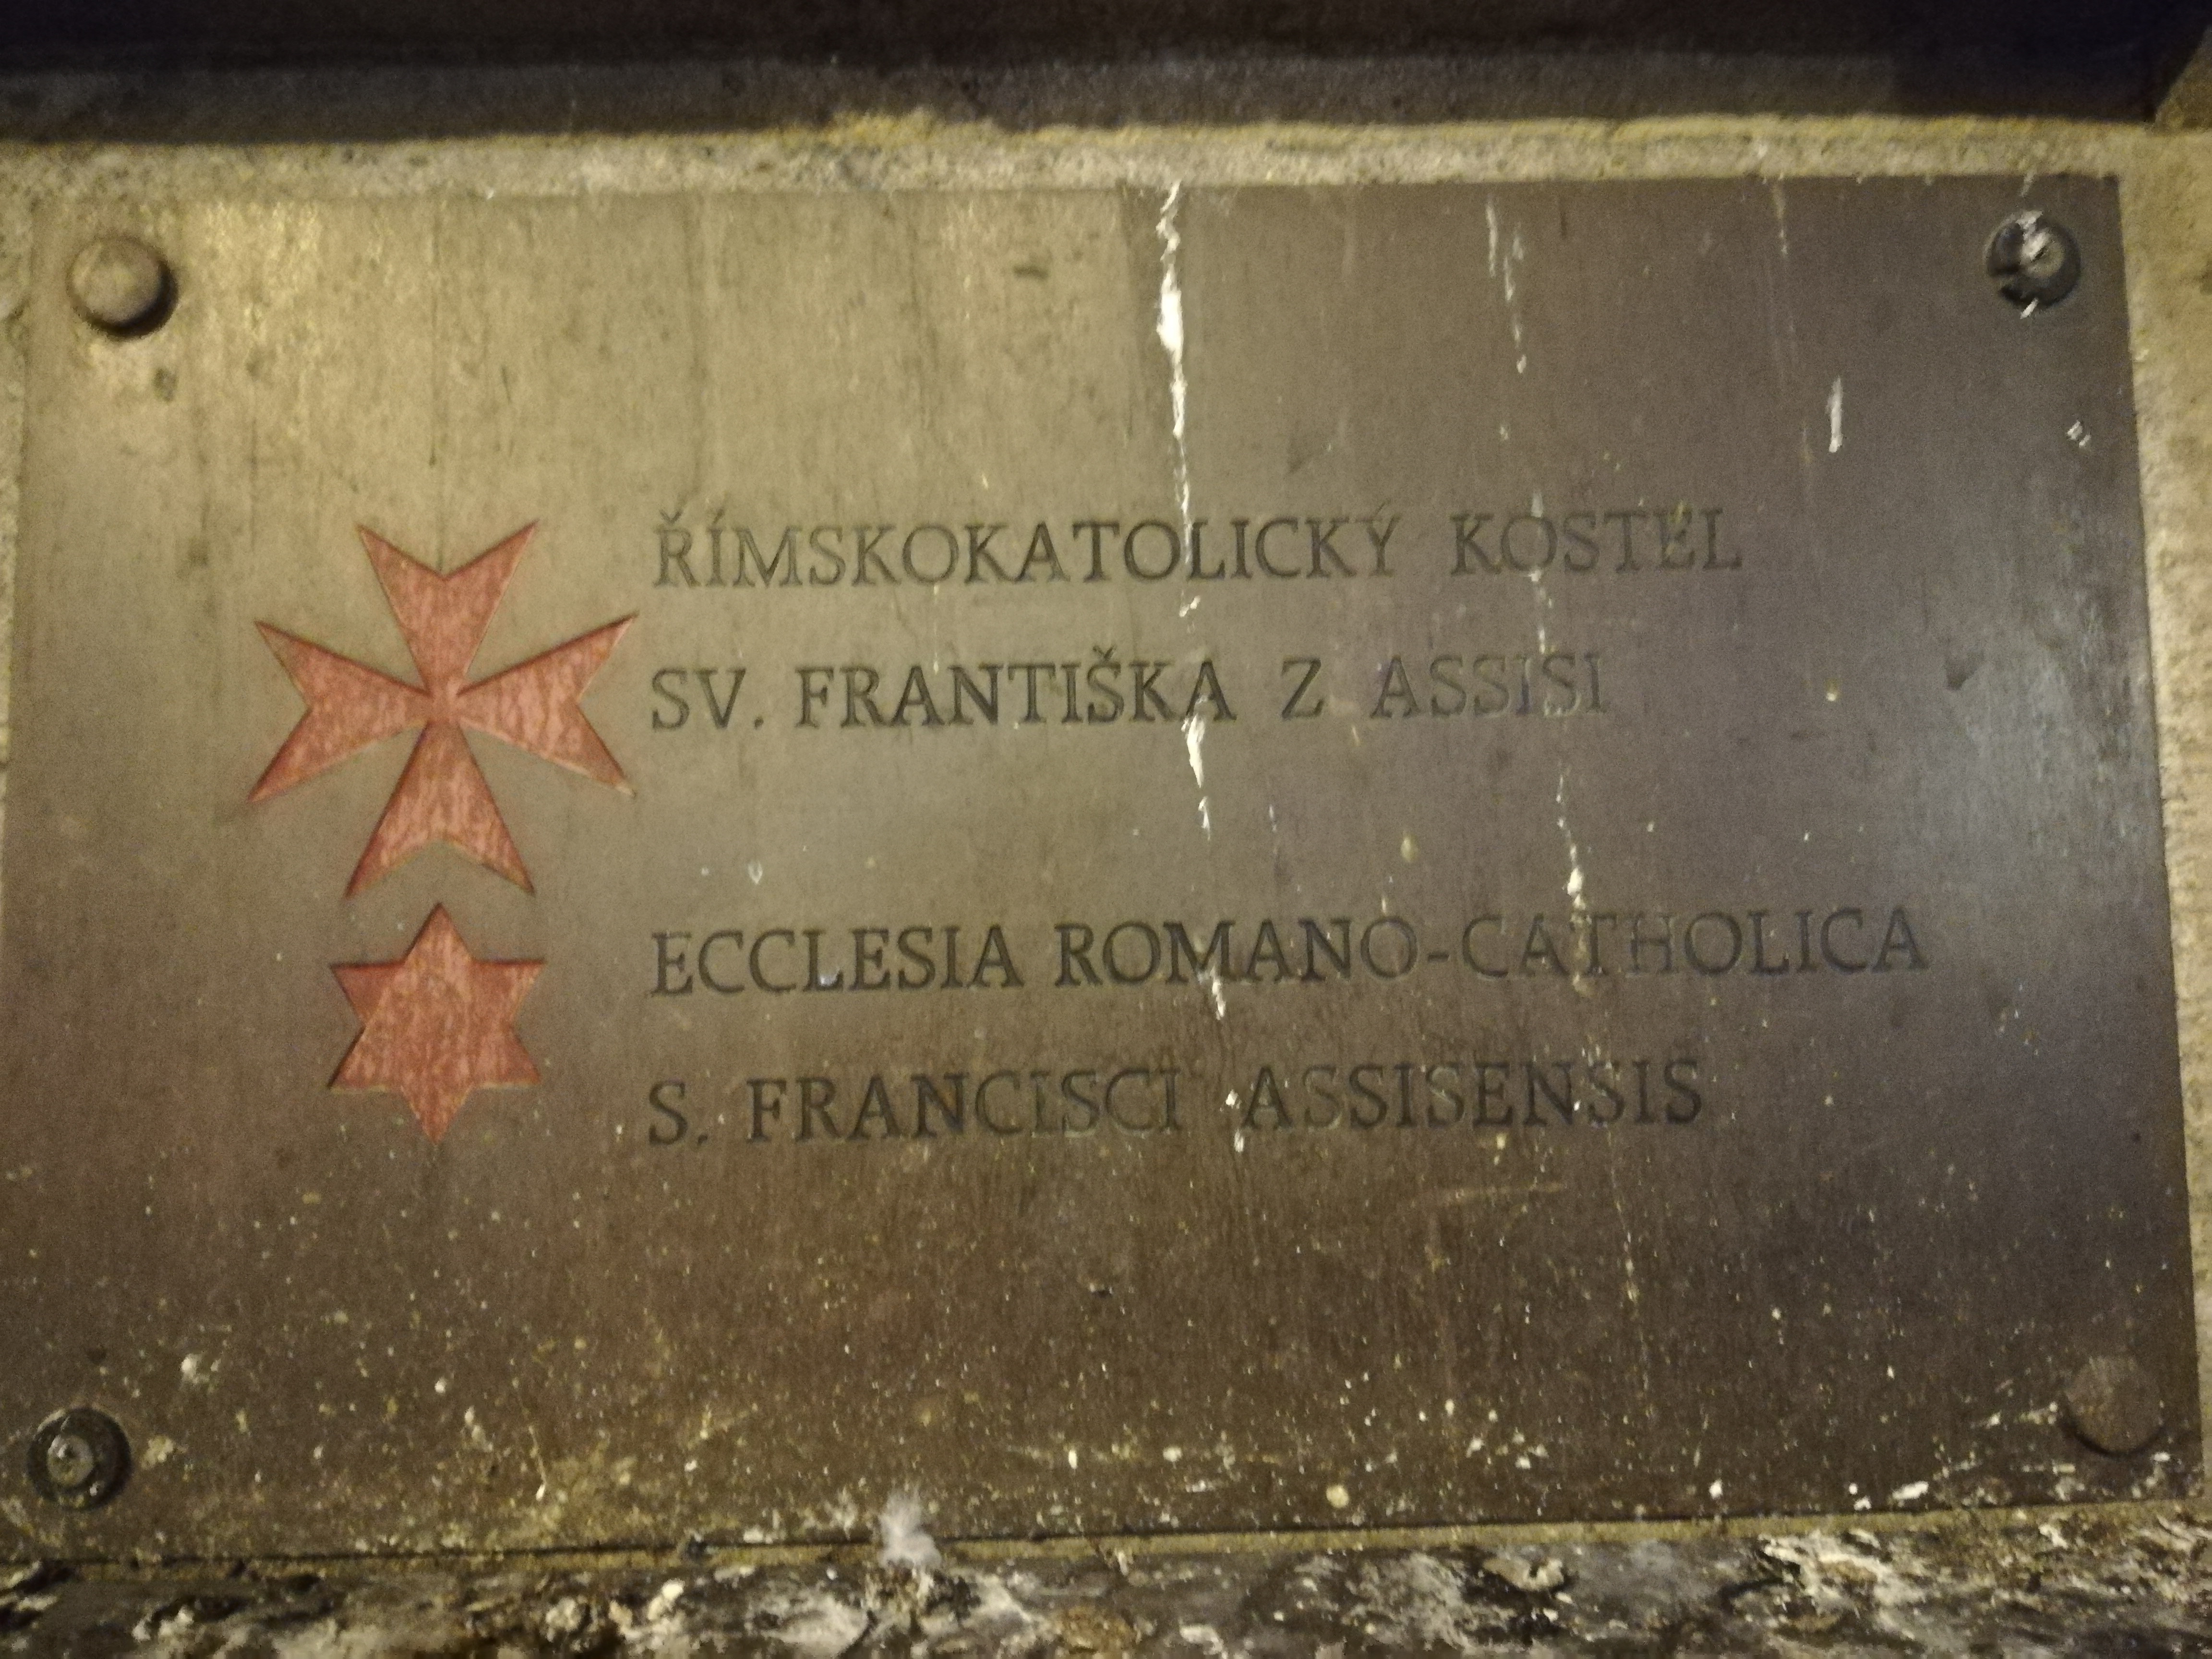 ŘÍMSKOKATOLICKÝ KOSTEL
SV. FRANTIŠKA Z ASSISI
ECCLESIA ROMANO-CATHOLICA
S. FRANCISCI ASSISENSIS